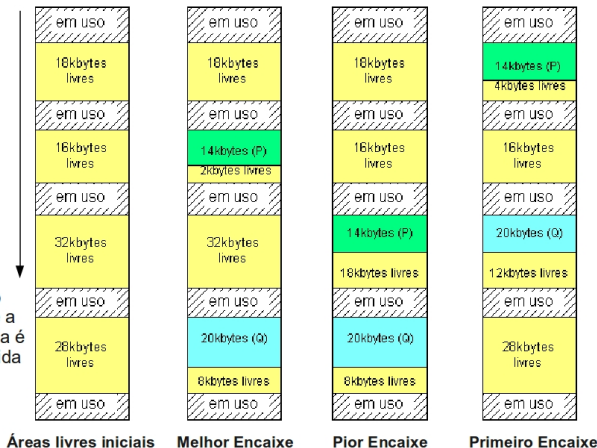 em uso
18kbytes
livres
em uso
16kbytes
livres
em uso
32kbytes
livres
em uso
28kbytes
livres
em uso
Áreas livres iniciais
em uso
18kbytes
livres
em uso
14kbytes (P)
2kbytes livres
em uso
32kbytes
livres
em uso
20kbytes (Q)
8kbytes livres
em uso
Melhor Encaixe
em uso
18kbytes
livres
em uso
16kbytes
livres
em uso
14kbytes (P)
18kbytes livres
em uso
20kbytes (Q)
8kbytes livres
em uso
Pior Encaixe
em uso
14kbytes (P)
4kbytes livres
em uso
16kbytes
livres
em uso
20kbytes (Q)
12kbytes livres
em uso
28kbytes
livres
em uso
Primeiro Encaixe
a
a é
da